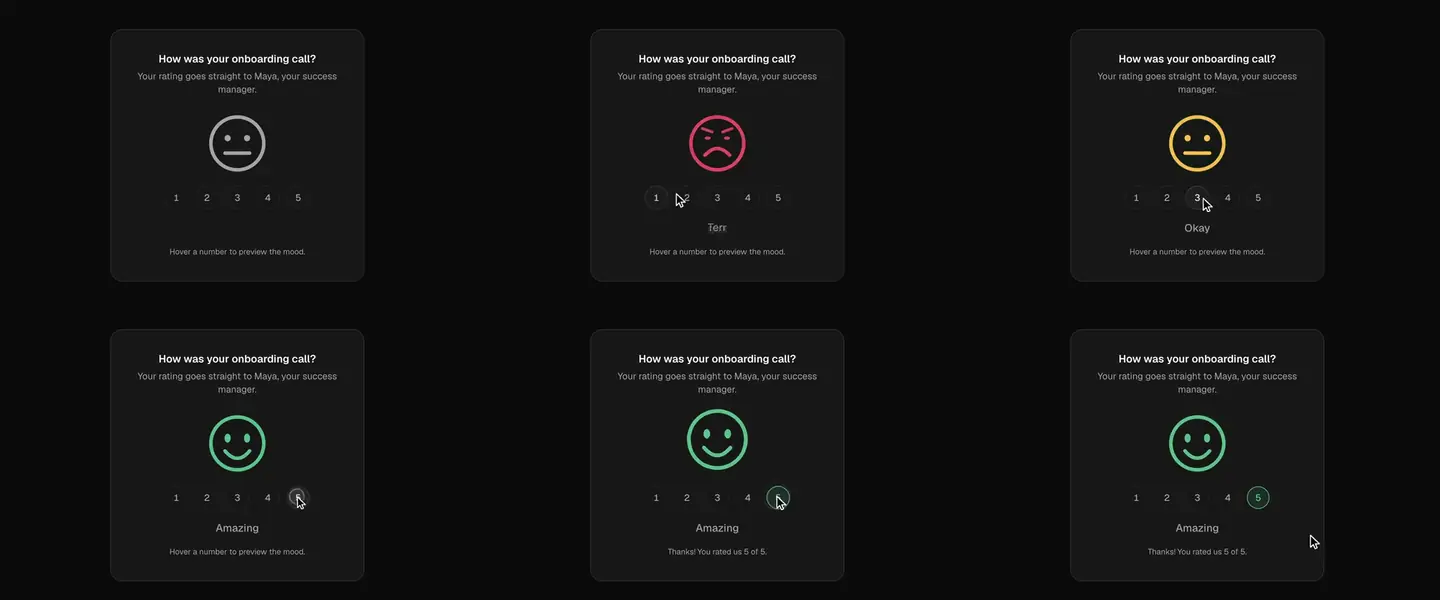 How was your onboarding call?
Your rating goes straight to Maya, your success
manager.
1 2 3 4 5
Hover a number to preview the mood.
How was your onboarding call?
Your rating goes straight to Maya, your success
manager.
1 2 3 4 5
Terr
Hover a number to preview the mood.
How was your onboarding call?
Your rating goes straight to Maya, your success
manager.
1 2 3 4 5
Okay
Hover a number to preview the mood.
How was your onboarding call?
Your rating goes straight to Maya, your success
manager.
1 2 3 4
Amazing
Hover a number to preview the mood.
How was your onboarding call?
Your rating goes straight to Maya, your success
manager.
1 2 3 4
Amazing
Thanks! You rated us 5 of 5.
How was your onboarding call?
Your rating goes straight to Maya, your success
manager.
1 2 3 4 5
Amazing
Thanks! You rated us 5 of 5.